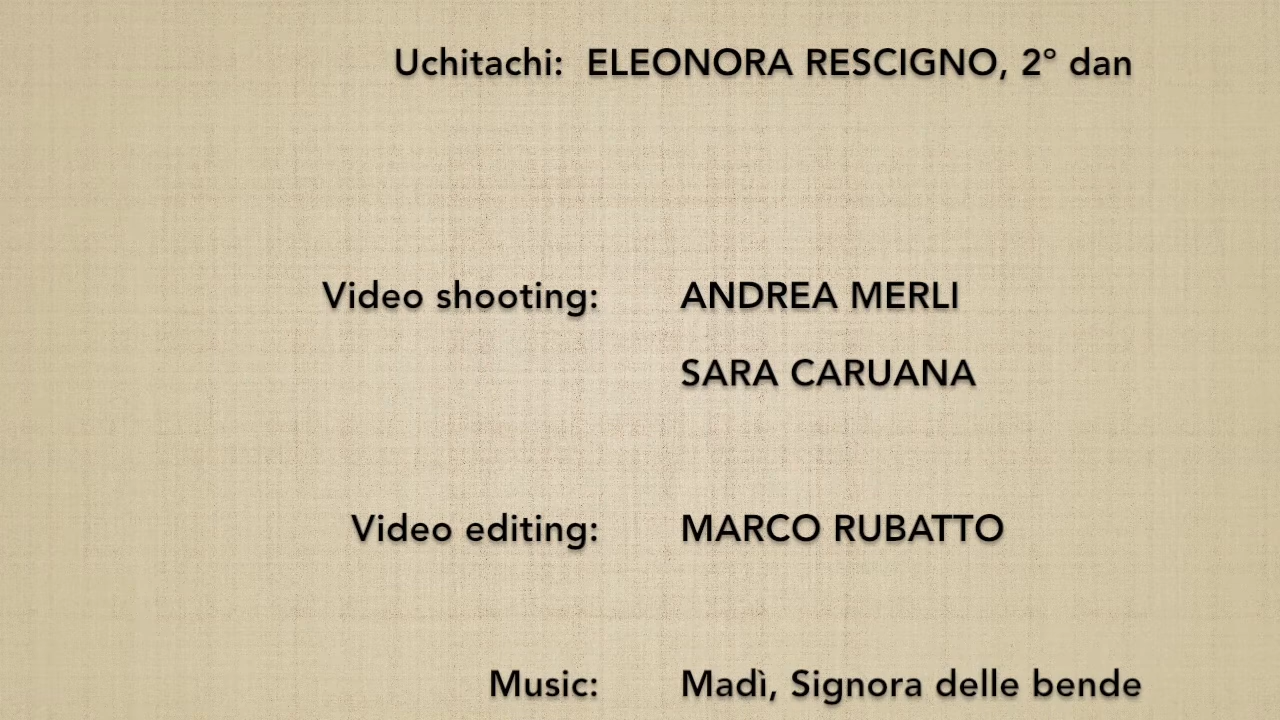 Uchitachi: ELEONORA RESCIGNO, 2° dan
Video shooting: ANDREA MERLI
SARA CARUANA
Video editing: MARCO RUBATTO
Music: Madì, Signora delle bende